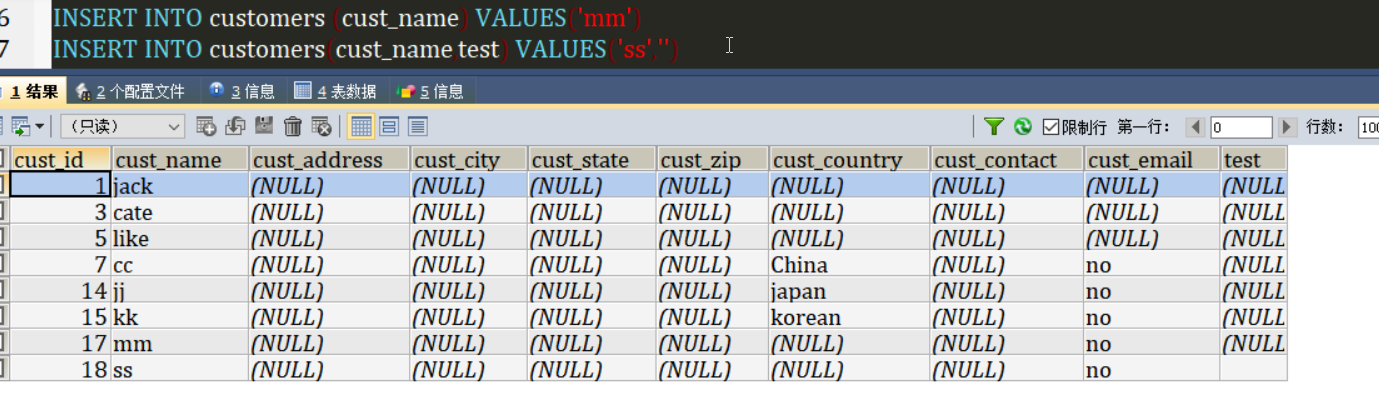 6 INSERT INTO customers (cust_name) VALUES('mm')
7 INSERT INTO customers(cust_name,test) VALUES('ss','')
1 结果 2 个配置文件 3 信息 4 表数据 5 信息
（只读） 限制行 第一行: 0 行数: 100
cust_id cust_name cust_address cust_city cust_state cust_zip cust_country cust_contact cust_email test
1 jack (NULL) (NULL) (NULL) (NULL) (NULL) (NULL) (NULL) (NULL
3 cate (NULL) (NULL) (NULL) (NULL) (NULL) (NULL) (NULL) (NULL
5 like (NULL) (NULL) (NULL) (NULL) (NULL) (NULL) (NULL) (NULL
7 cc (NULL) (NULL) (NULL) (NULL) China (NULL) no (NULL
14 jj (NULL) (NULL) (NULL) (NULL) japan (NULL) no (NULL
15 kk (NULL) (NULL) (NULL) (NULL) korean (NULL) no (NULL
17 mm (NULL) (NULL) (NULL) (NULL) (NULL) (NULL) no (NULL
18 ss (NULL) (NULL) (NULL) (NULL) (NULL) (NULL) no